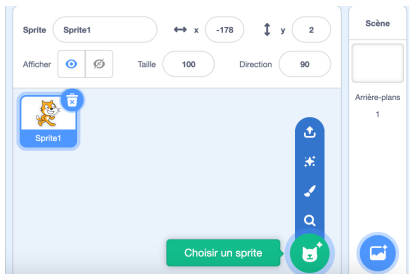 Sprite Sprite1 x -178 y 2
Afficher Taille 100 Direction 90
Sprite1
Choisir un sprite
Scène
Arrière-plans
1